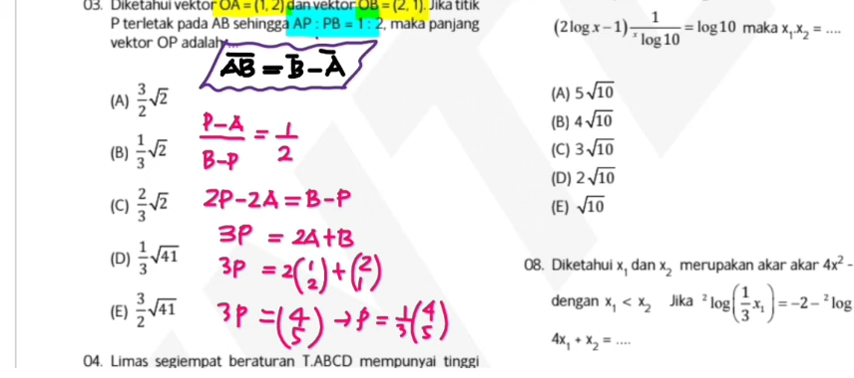 03. Diketahui vektor OA = (1, 2) dan vektor OB = (2, 1). Jika titik
P terletak pada AB sehingga AP : PB = 1 : 2, maka panjang
vektor OP adalah...
AB = B - A
(A) 3/2 √2
(B) 1/3 √2
(C) 2/3 √2
(D) 1/3 √41
(E) 3/2 √41
P-A/B-P = 1/2
2P-2A = B-P
3P = 2A+B
3P = 2(1 2)+(2 1)
3P = (4 5) → P = 1/3(4 5)
04. Limas segiempat beraturan T.ABCD mempunyai tinggi
(2log x - 1) 1/ˣlog 10 = log 10 maka x₁.x₂ = ....
(A) 5√10
(B) 4√10
(C) 3√10
(D) 2√10
(E) √10
08. Diketahui x₁ dan x₂ merupakan akar akar 4x² -
dengan x₁ < x₂ Jika ²log(1/3 x₁) = -2 - ²log
4x₁ + x₂ = ....